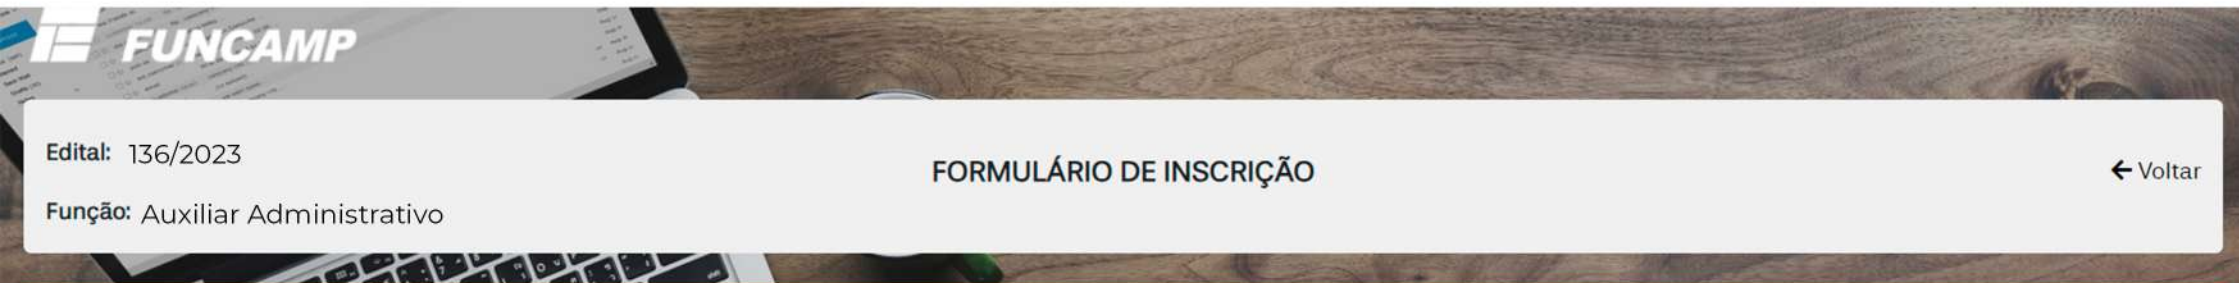 FUNCAMP
Edital: 136/2023
FORMULÁRIO DE INSCRIÇÃO
← Voltar
Função: Auxiliar Administrativo